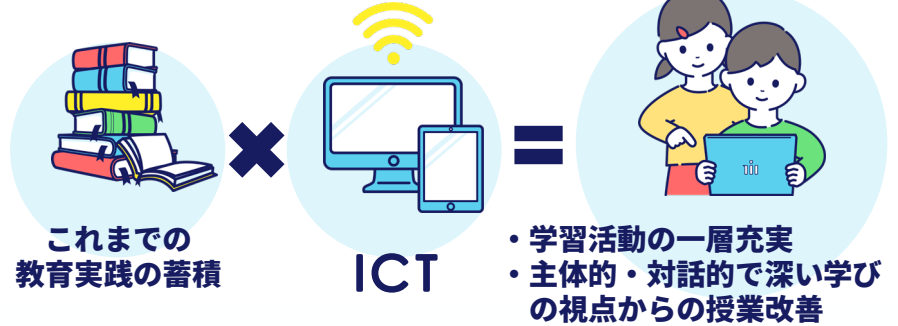 これまでの
教育実践の蓄積
ICT
・学習活動の一層充実
・主体的・対話的で深い学び
の視点からの授業改善